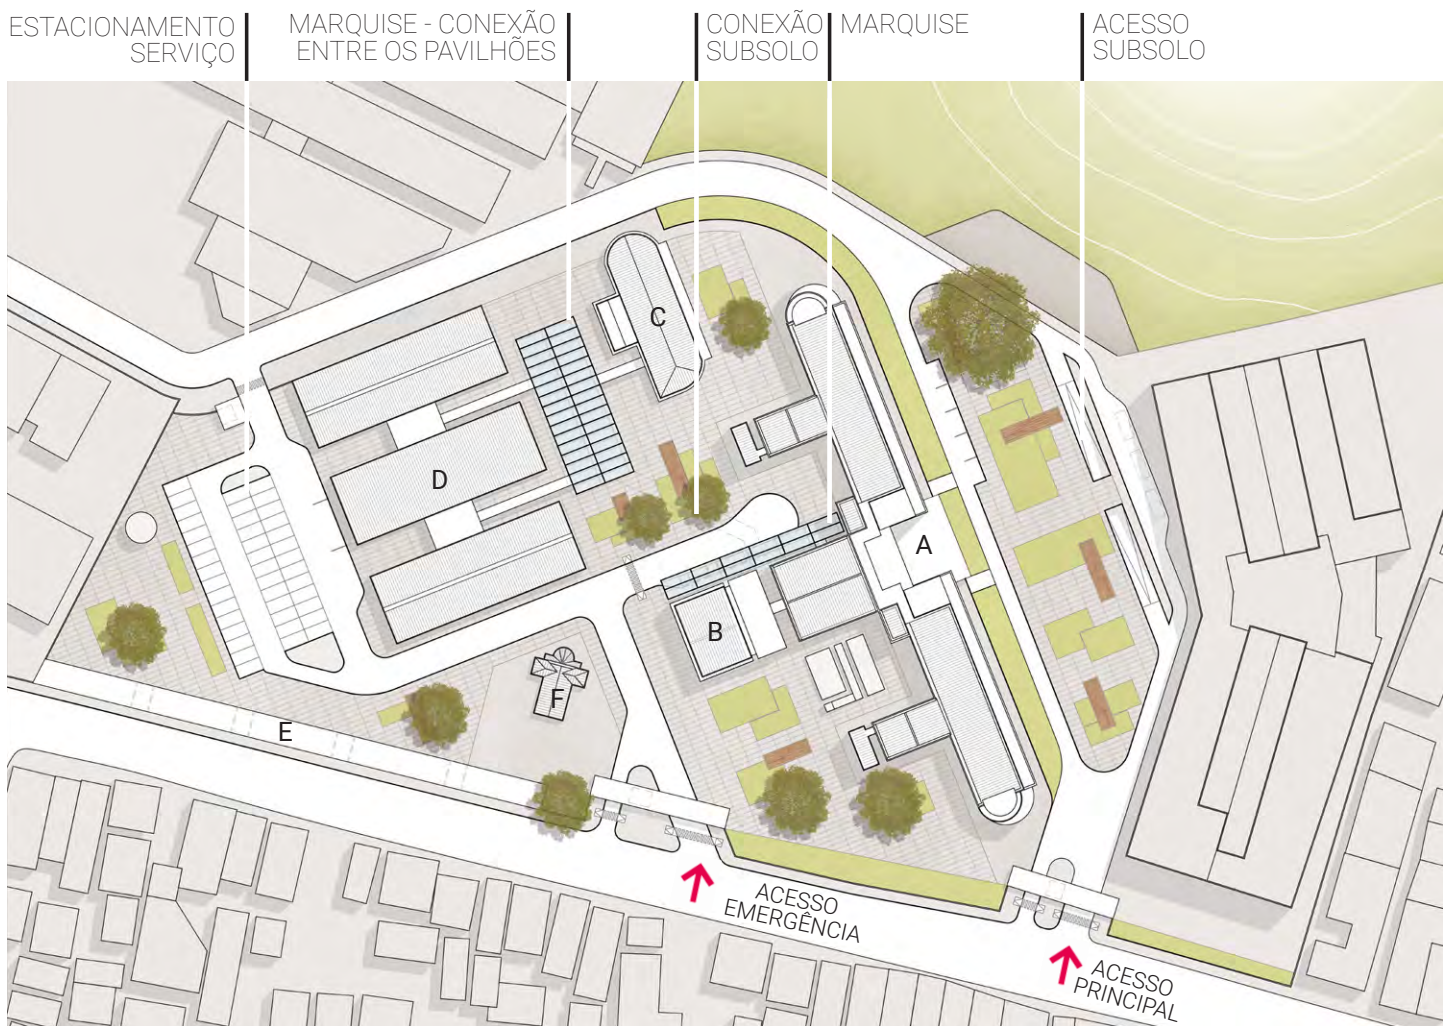 ESTACIONAMENTO
SERVIÇO
MARQUISE - CONEXÃO
ENTRE OS PAVILHÕES
CONEXÃO
SUBSOLO
MARQUISE
ACESSO
SUBSOLO
C
D
A
B
F
E
ACESSO
EMERGÊNCIA
ACESSO
PRINCIPAL